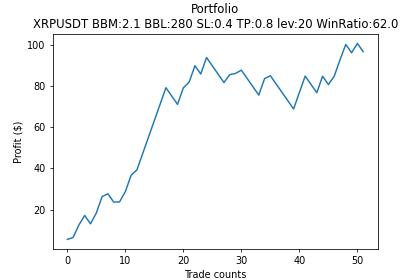 Portfolio
XRPUSDT BBM:2.1 BBL:280 SL:0.4 TP:0.8 lev:20 WinRatio:62.0
100
80
60
40
20
Profit ($)
0
10
20
30
40
50
Trade counts